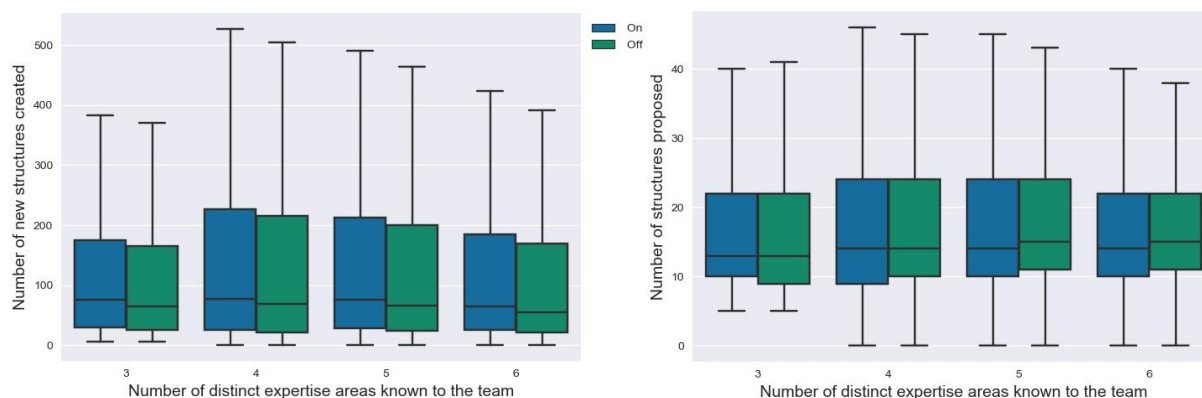 Number of new structures created
500
400
300
200
100
0
3 4 5 6
Number of distinct expertise areas known to the team
On
Off
Number of structures proposed
40
30
20
10
0
3 4 5 6
Number of distinct expertise areas known to the team